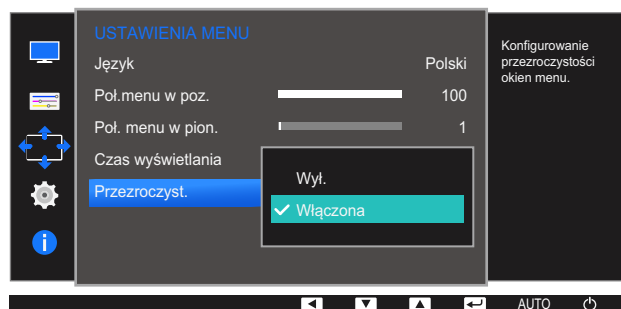 USTAWIENIA MENU
Język Polski
Poł.menu w poz. 100
Poł. menu w pion. 1
Czas wyświetlania
Przezroczyst.
Wył.
Włączona
Konfigurowanie
przezroczystości
okien menu.
AUTO